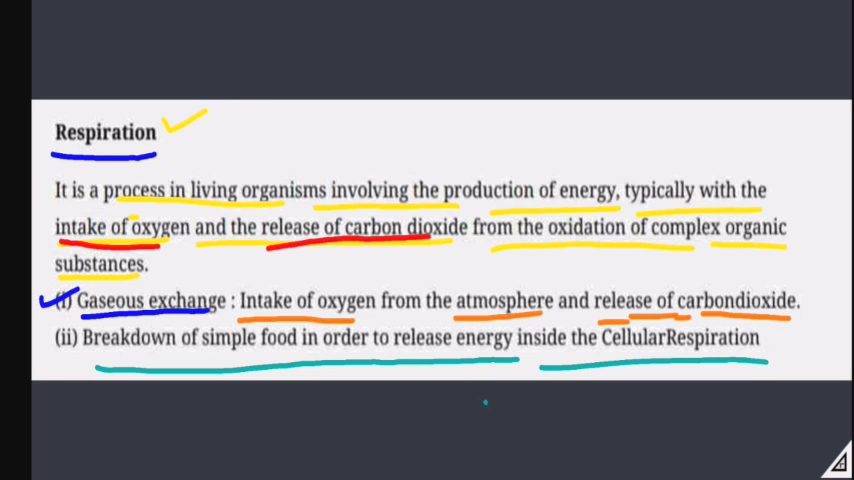 Respiration
It is a process in living organisms involving the production of energy, typically with the
intake of oxygen and the release of carbon dioxide from the oxidation of complex organic
substances.
(i) Gaseous exchange : Intake of oxygen from the atmosphere and release of carbondioxide.
(ii) Breakdown of simple food in order to release energy inside the CellularRespiration